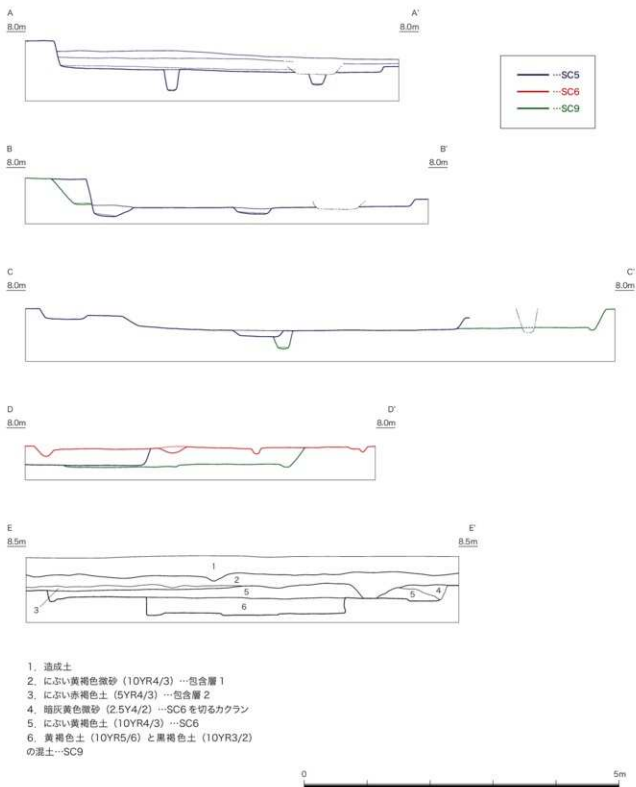 A A'
8.0m 8.0m
…SC5
…SC6
…SC9
B B'
8.0m 8.0m
C C'
8.0m 8.0m
D D'
8.0m 8.0m
E E'
8.5m 8.5m
1
2
5
3
6
5
4
1．造成土
2．にぶい黄褐色微砂（10YR4/3）…包含層 1
3．にぶい赤褐色土（5YR4/3）…包含層 2
4．暗灰黄色微砂（2.5Y4/2）…SC6 を切るカクラン
5．にぶい黄褐色土（10YR4/3）…SC6
6．黄褐色土（10YR5/6）と黒褐色土（10YR3/2）
の混土…SC9
0 5m